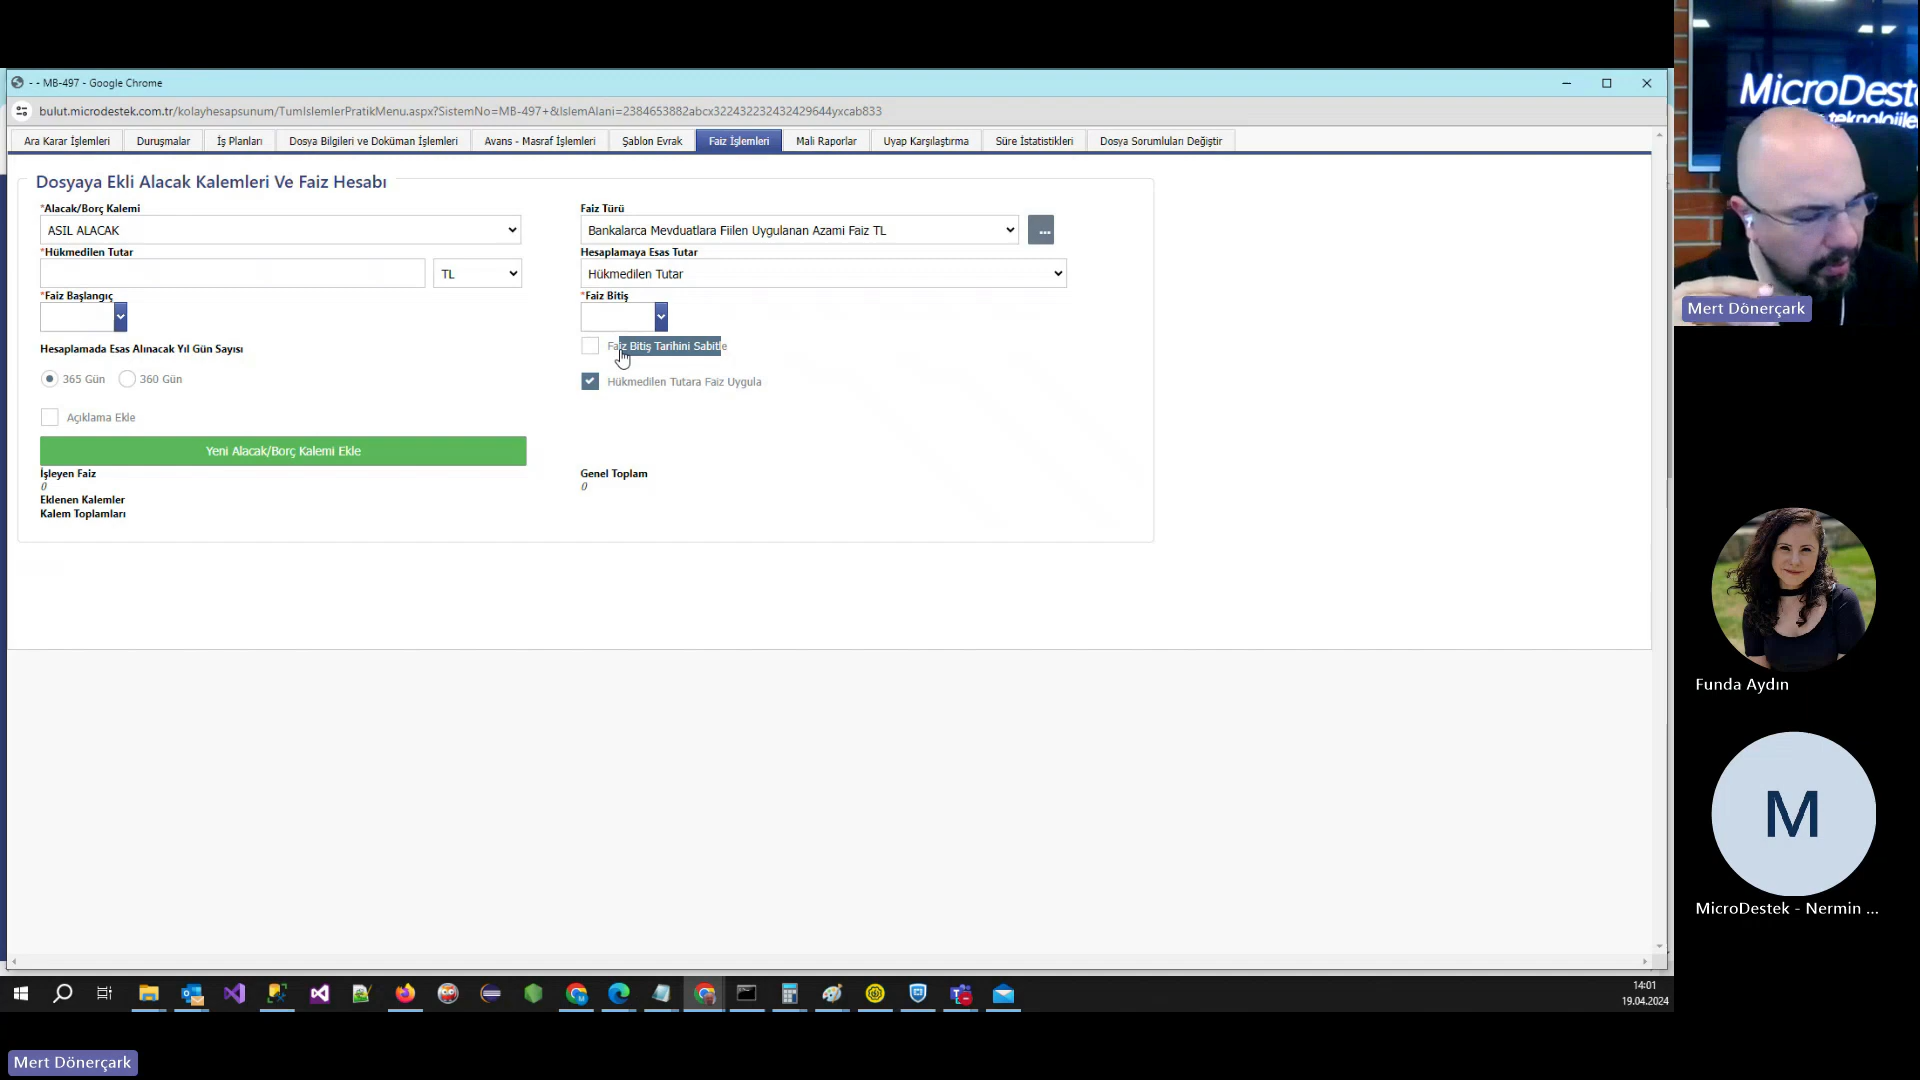 MicroDest
teknolojile
- - MB-497 - Google Chrome
bulut.microdestek.com.tr/kolayhesapsunum/TumIslemlerPratikMenu.aspx?SistemNo=MB-497+&IslemAlani=2384653882abcx322432232432429644yxcab833
Ara Karar İşlemleri Duruşmalar İş Planları Dosya Bilgileri ve Doküman İşlemleri Avans - Masraf İşlemleri Şablon Evrak Faiz İşlemleri Mali Raporlar Uyap Karşılaştırma Süre İstatistikleri Dosya Sorumluları Değiştir
Dosyaya Ekli Alacak Kalemleri Ve Faiz Hesabı
*Alacak/Borç Kalemi Faiz Türü
ASIL ALACAK Bankalarca Mevduatlara Fiilen Uygulanan Azami Faiz TL ...
*Hükmedilen Tutar Hesaplamaya Esas Tutar
TL Hükmedilen Tutar
*Faiz Başlangıç *Faiz Bitiş
Mert Dönerçark
Hesaplamada Esas Alınacak Yıl Gün Sayısı Faiz Bitiş Tarihini Sabitle
365 Gün 360 Gün Hükmedilen Tutara Faiz Uygula
Açıklama Ekle
Yeni Alacak/Borç Kalemi Ekle
İşleyen Faiz Genel Toplam
0 0
Eklenen Kalemler
Kalem Toplamları
Funda Aydın
M
MicroDestek - Nermin ...
14:01
19.04.2024
Mert Dönerçark